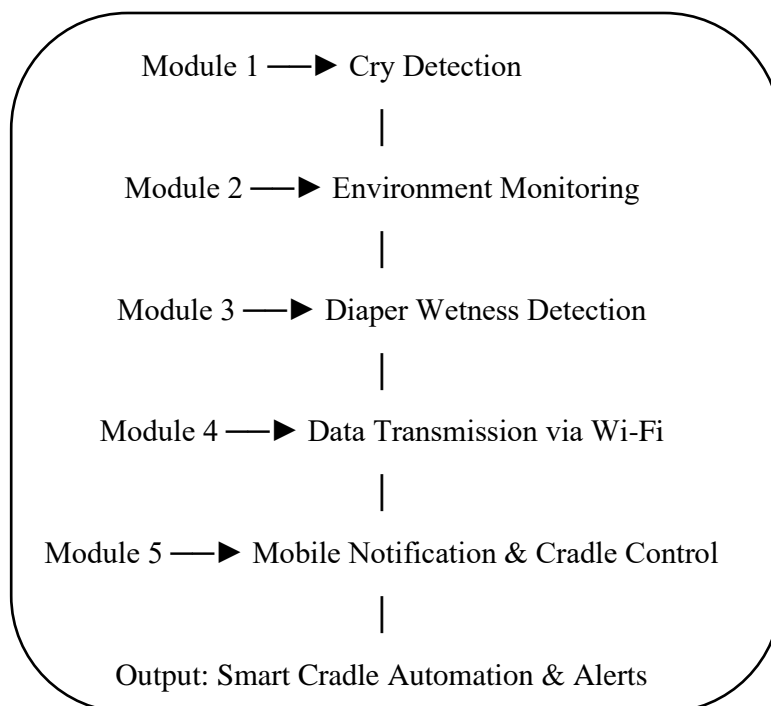 Module 1 ──► Cry Detection
│
Module 2 ──► Environment Monitoring
│
Module 3 ──► Diaper Wetness Detection
│
Module 4 ──► Data Transmission via Wi-Fi
│
Module 5 ──► Mobile Notification & Cradle Control
│
Output: Smart Cradle Automation & Alerts